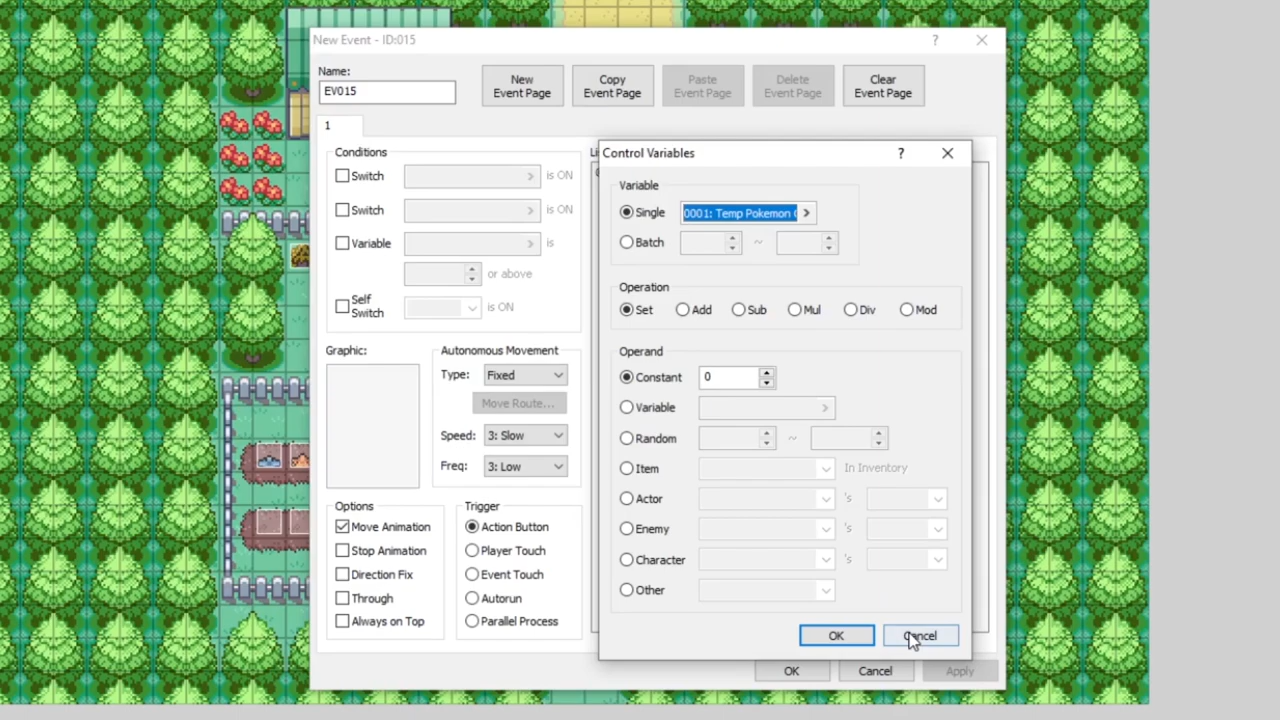 New Event - ID:015
?
Name:
EV015
New
Event Page
Copy
Event Page
Paste
Event Page
Delete
Event Page
Clear
Event Page
1
Conditions
Switch
is ON
Switch
is ON
Variable
is
or above
Self
Switch
is ON
Graphic:
Autonomous Movement
Type:
Fixed
Move Route...
Speed:
3: Slow
Freq:
3: Low
Options
Move Animation
Stop Animation
Direction Fix
Through
Always on Top
Trigger
Action Button
Player Touch
Event Touch
Autorun
Parallel Process
Control Variables
?
Variable
Single
0001: Temp Pokemon
Batch
~
Operation
Set
Add
Sub
Mul
Div
Mod
Operand
Constant
0
Variable
Random
~
Item
In Inventory
Actor
's
Enemy
's
Character
's
Other
OK
Cancel
OK
Cancel
Apply